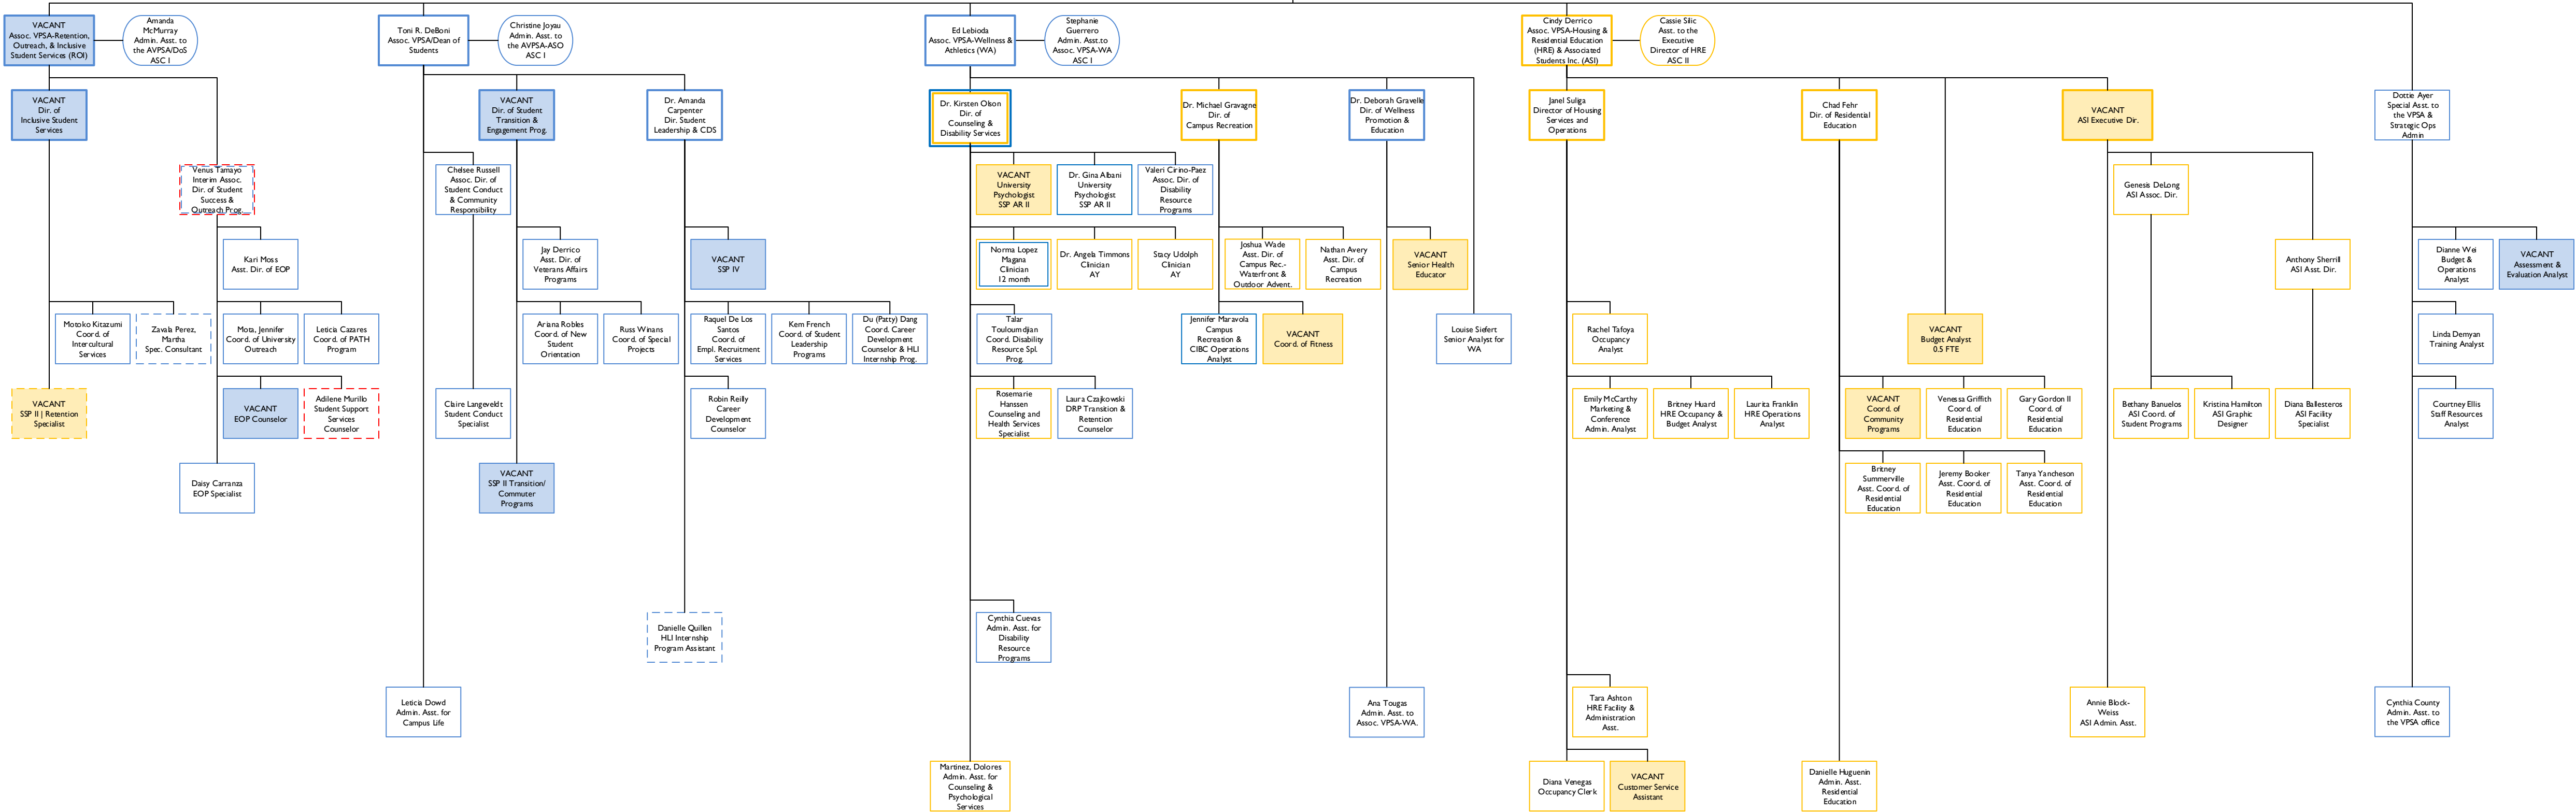 VACANT
Assoc. VPSA-Retention,
Outreach, & Inclusive
Student Services (ROI)
Amanda
McMurray
Admin. Asst. to
the AVPSA/DoS
ASC I
Toni R. DeBoni
Assoc. VPSA/Dean of
Students
Christine Joyau
Admin. Asst. to
the AVPSA-ASO
ASC I
Ed Lebioda
Assoc. VPSA-Wellness &
Athletics (WA)
Stephanie
Guerrero
Admin. Asst.to
Assoc. VPSA-WA
ASC I
Cindy Derrico
Assoc. VPSA-Housing &
Residential Education
(HRE) & Associated
Students Inc. (ASI)
Cassie Silic
Asst. to the
Executive
Director of HRE
ASC II
VACANT
Dir. of
Inclusive Student
Services
VACANT
Dir. of Student
Transition &
Engagement Prog.
Dr. Amanda
Carpenter
Dir. Student
Leadership & CDS
Dr. Kirsten Olson
Dir. of
Counseling &
Disability Services
Dr. Michael Gravagne
Dir. of
Campus Recreation
Dr. Deborah Gravelle
Dir. of Wellness
Promotion &
Education
Janel Suliga
Director of Housing
Services and
Operations
Chad Fehr
Dir. of Residential
Education
VACANT
ASI Executive Dir.
Dottie Ayer
Special Asst. to
the VPSA &
Strategic Ops
Admin
Venus Tamayo
Interim Assoc.
Dir. of Student
Success &
Outreach Prog.
Chelsee Russell
Assoc. Dir. of
Student Conduct
& Community
Responsibility
VACANT
University
Psychologist
SSP AR II
Dr. Gina Albani
University
Psychologist
SSP AR II
Valeri Cirino-Paez
Assoc. Dir. of
Disability
Resource
Programs
Genesis DeLong
ASI Assoc. Dir.
Kari Moss
Asst. Dir. of EOP
Jay Derrico
Asst. Dir. of
Veterans Affairs
Programs
VACANT
SSP IV
Norma Lopez
Magana
Clinician
12 month
Dr. Angela Timmons
Clinician
AY
Stacy Udolph
Clinician
AY
Joshua Wade
Asst. Dir. of
Campus Rec.-
Waterfront &
Outdoor Advent.
Nathan Avery
Asst. Dir. of
Campus
Recreation
VACANT
Senior Health
Educator
Anthony Sherrill
ASI Asst. Dir.
Dianne Wei
Budget &
Operations
Analyst
VACANT
Assessment &
Evaluation Analyst
Motoko Kitazumi
Coord. of
Intercultural
Services
Zavala Perez,
Martha
Spec. Consultant
Mota, Jennifer
Coord. of University
Outreach
Leticia Cazares
Coord. of PATH
Program
Ariana Robles
Coord. of New
Student
Orientation
Russ Winans
Coord. of Special
Projects
Raquel De Los
Santos
Coord. of
Empl. Recruitment
Services
Kem French
Coord. of Student
Leadership
Programs
Du (Patty) Dang
Coord. Career
Development
Counselor & HLI
Internship Prog.
Talar
Touloumdjian
Coord. Disability
Resource Spl.
Prog.
Jennifer Maravola
Campus
Recreation &
CIBC Operations
Analyst
VACANT
Coord. of Fitness
Louise Siefert
Senior Analyst for
WA
Rachel Tafoya
Occupancy
Analyst
VACANT
Budget Analyst
0.5 FTE
Linda Demyan
Training Analyst
VACANT
SSP II | Retention
Specialist
VACANT
EOP Counselor
Adilene Murillo
Student Support
Services
Counselor
Claire Langeveldt
Student Conduct
Specialist
Robin Reilly
Career
Development
Counselor
Rosemarie
Hanssen
Counseling and
Health Services
Specialist
Laura Czajkowski
DRP Transition &
Retention
Counselor
Emily McCarthy
Marketing &
Conference
Admin. Analyst
Britney Huard
HRE Occupancy &
Budget Analyst
Laurita Franklin
HRE Operations
Analyst
VACANT
Coord. of
Community
Programs
Venessa Griffith
Coord. of
Residential
Education
Gary Gordon II
Coord. of
Residential
Education
Bethany Banuelos
ASI Coord. of
Student Programs
Kristina Hamilton
ASI Graphic
Designer
Diana Ballesteros
ASI Facility
Specialist
Courtney Ellis
Staff Resources
Analyst
Daisy Carranza
EOP Specialist
VACANT
SSP II Transition/
Commuter
Programs
Britney
Summerville
Asst. Coord. of
Residential
Education
Jeremy Booker
Asst. Coord. of
Residential
Education
Tanya Yancheson
Asst. Coord. of
Residential
Education
Danielle Quillen
HLI Internship
Program Assistant
Cynthia Cuevas
Admin. Asst. for
Disability
Resource
Programs
Leticia Dowd
Admin. Asst. for
Campus Life
Ana Tougas
Admin. Asst. to
Assoc. VPSA-WA.
Tara Ashton
HRE Facility &
Administration
Asst.
Annie Block-
Weiss
ASI Admin. Asst.
Cynthia County
Admin. Asst. to
the VPSA office
Martinez, Dolores
Admin. Asst. for
Counseling &
Psychological
Services
Diana Venegas
Occupancy Clerk
VACANT
Customer Service
Assistant
Danielle Huguenin
Admin. Asst.
Residential
Education